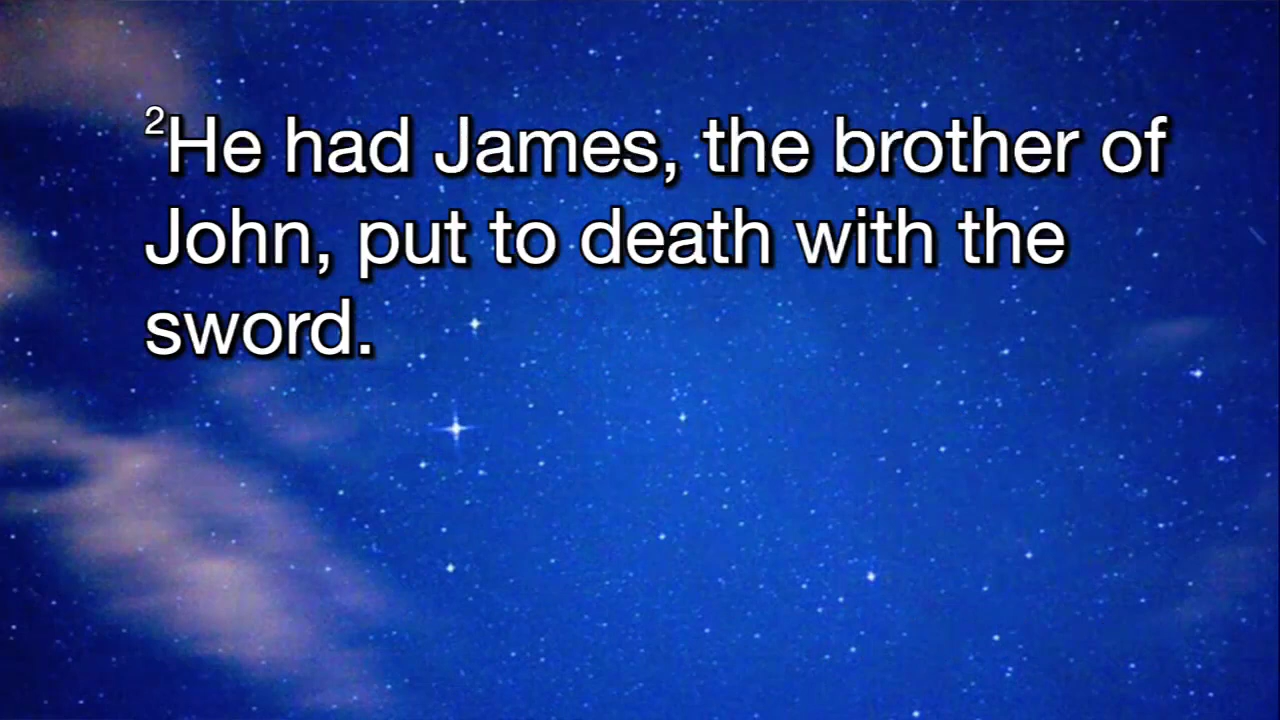 ²He had James, the brother of
John, put to death with the
sword.